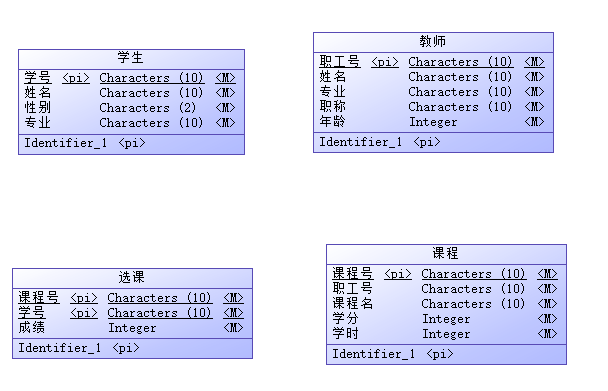 学生
学号 <pi> Characters (10) <M>
姓名 Characters (10) <M>
性别 Characters (2) <M>
专业 Characters (10) <M>
Identifier_1 <pi>
教师
职工号 <pi> Characters (10) <M>
姓名 Characters (10) <M>
专业 Characters (10) <M>
职称 Characters (10) <M>
年龄 Integer <M>
Identifier_1 <pi>
选课
课程号 <pi> Characters (10) <M>
学号 <pi> Characters (10) <M>
成绩 Integer <M>
Identifier_1 <pi>
课程
课程号 <pi> Characters (10) <M>
职工号 Characters (10) <M>
课程名 Characters (10) <M>
学分 Integer <M>
学时 Integer <M>
Identifier_1 <pi>